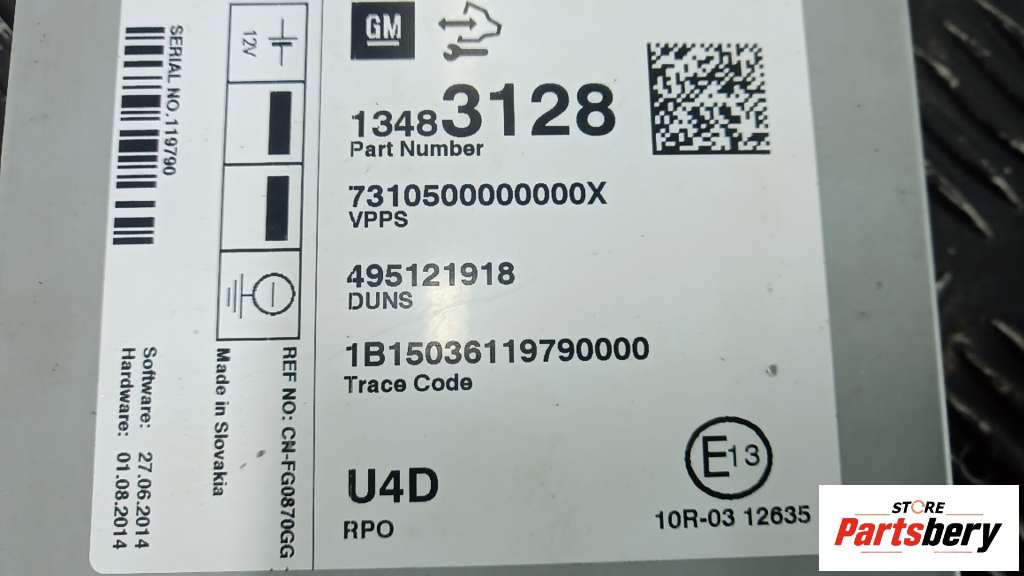 GM
13483128
Part Number
7310500000000X
VPPS
495121918
DUNS
1B15036119790000
Trace Code
U4D
RPO
E13
10R-03 12635
SERIAL NO.119790
12V
REF NO: CN-FG0870GG
Made in Slovakia
Software: 27.06.2014
Hardware: 01.08.2014
STORE
Partsbery